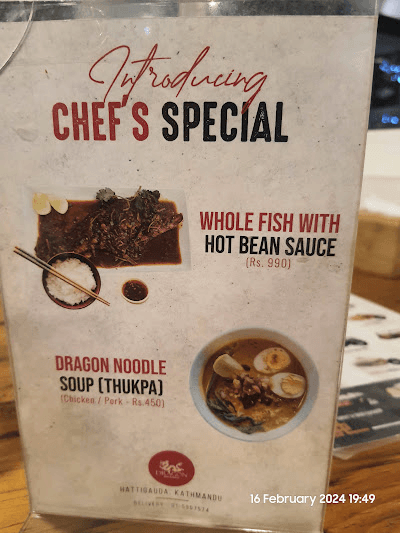 Introducing
CHEF'S SPECIAL
WHOLE FISH WITH
HOT BEAN SAUCE
(Rs. 990)
DRAGON NOODLE
SOUP (THUKPA)
(Chicken / Pork - Rs.450)
HATTIGAUDA KATHMANDU
DELIVERY :
16 February 2024 19:49